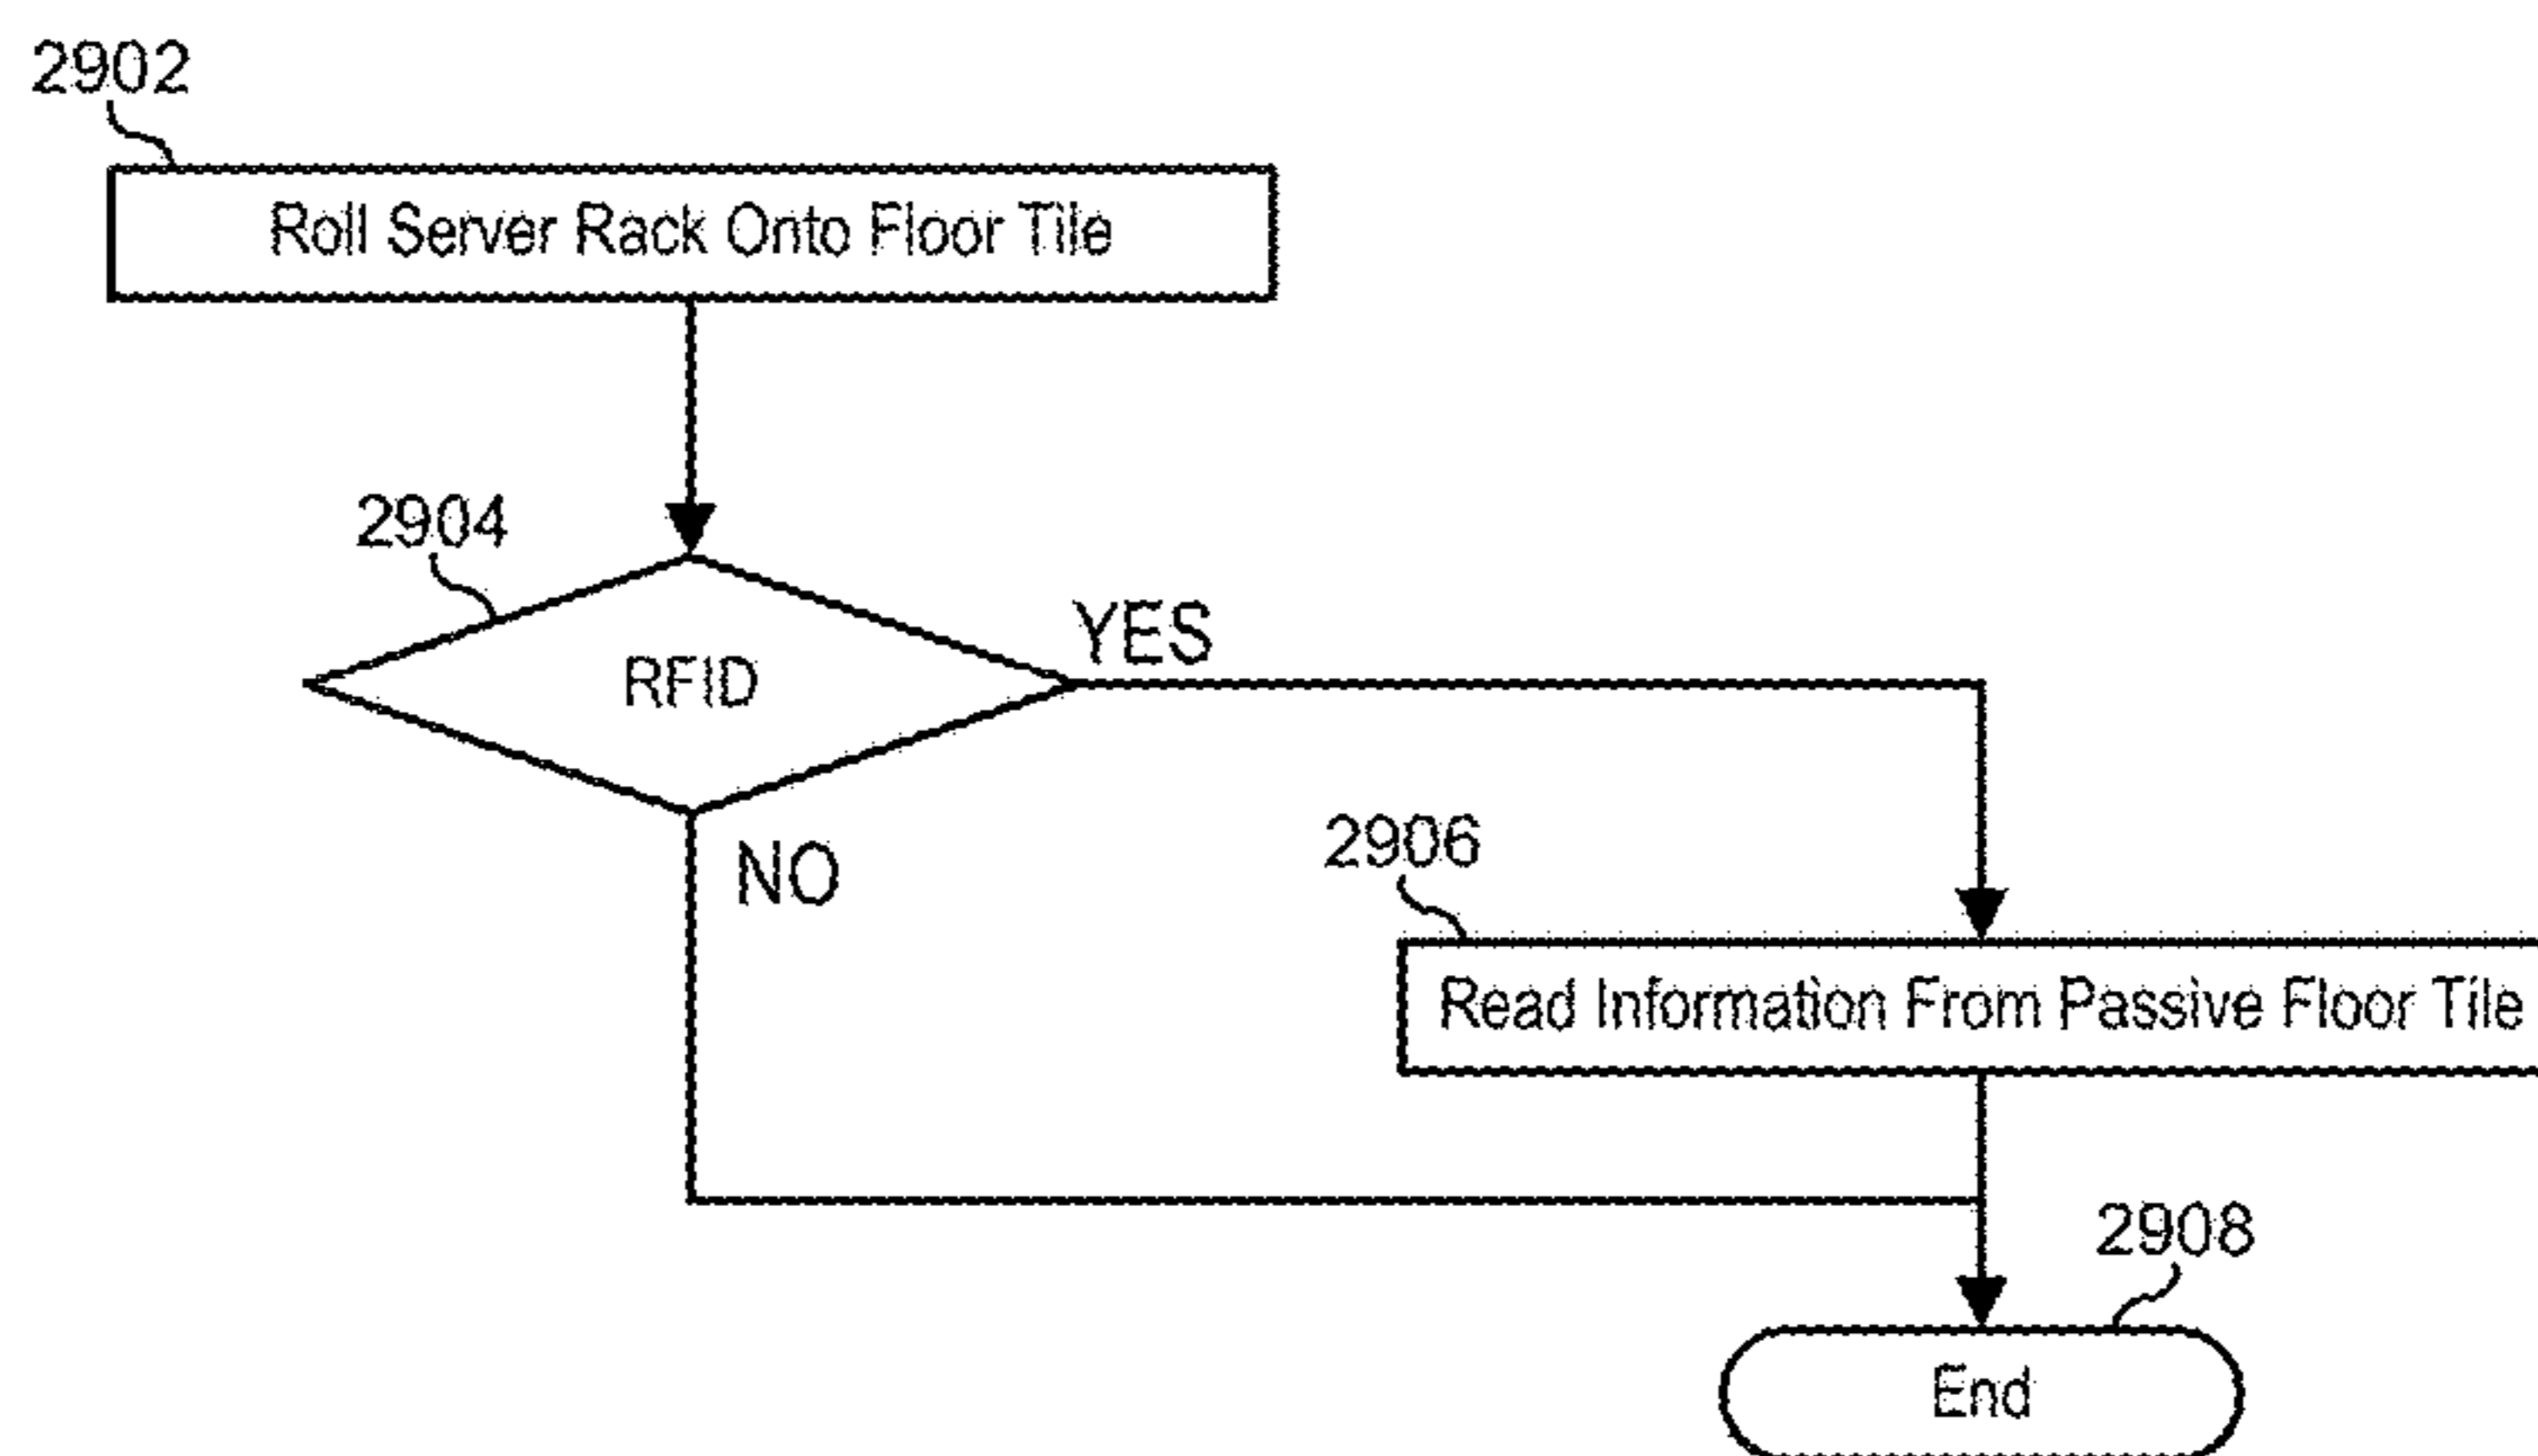 2902
Roll Server Rack Onto Floor Tile
2904
RFID
YES
NO
2906
Read Information From Passive Floor Tile
2908
End